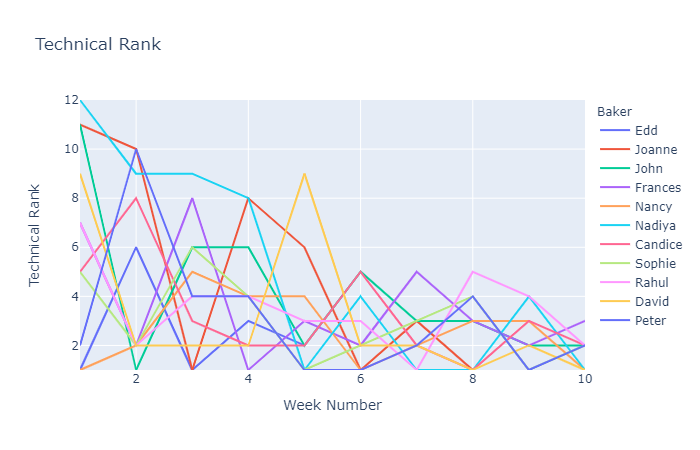 Technical Rank
12
10
8
6
4
2
2
4
6
8
10
Technical Rank
Week Number
Baker
Edd
Joanne
John
Frances
Nancy
Nadiya
Candice
Sophie
Rahul
David
Peter